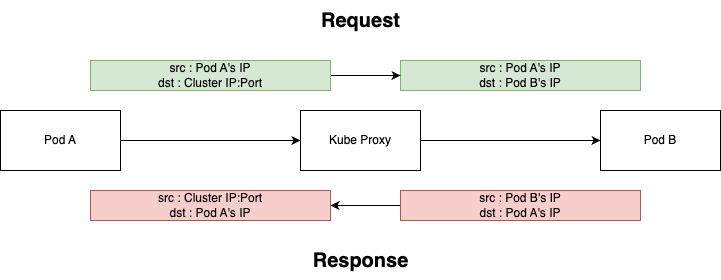 Request
src : Pod A's IP
dst : Cluster IP:Port
src : Pod A's IP
dst : Pod B's IP
Pod A
Kube Proxy
Pod B
src : Cluster IP:Port
dst : Pod A's IP
src : Pod B's IP
dst : Pod A's IP
Response